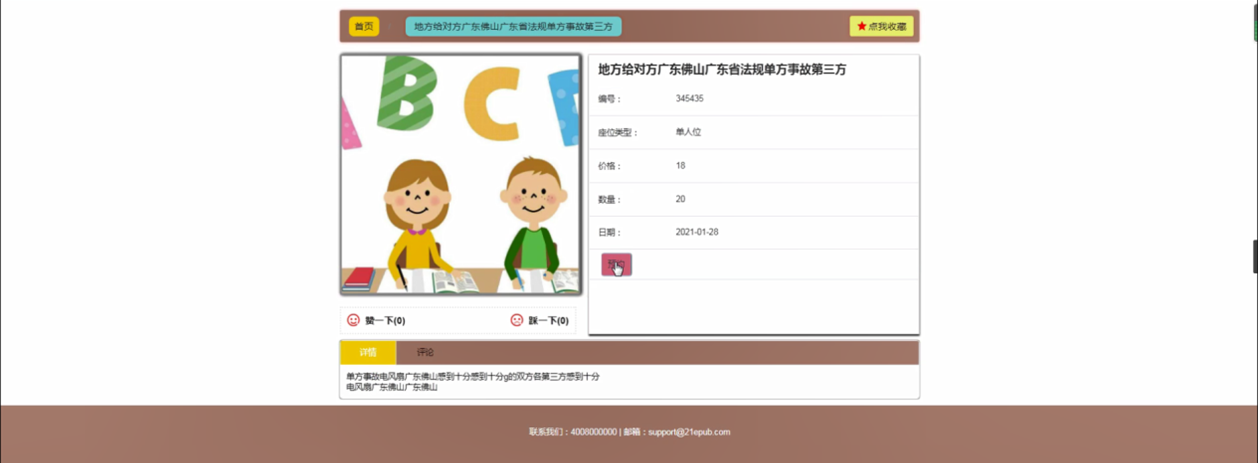 首页
地方给对方广东佛山广东省法规单方事故第三方
★点我收藏
A B C
地方给对方广东佛山广东省法规单方事故第三方
编号： 345435
座位类型： 单人位
价格： 18
数量： 20
日期： 2021-01-28
赞一下(0)
踩一下(0)
详情 评论
单方事故电风扇广东佛山感到十分感到十分g的双方各第三方感到十分
电风扇广东佛山广东佛山
联系我们：4008000000 | 邮箱：support@21epub.com